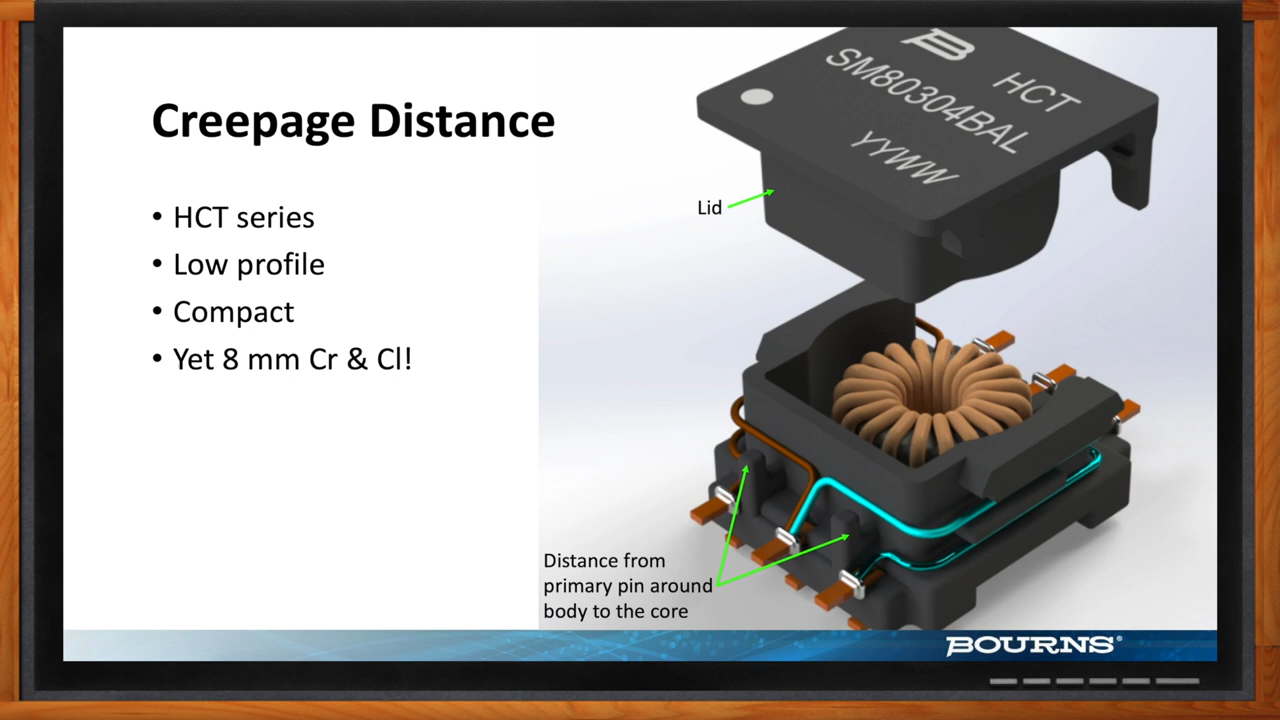 Creepage Distance
• HCT series
• Low profile
• Compact
• Yet 8 mm Cr & Cl!
B HCT
SM80304BAL
YYWW
Lid
Distance from
primary pin around
body to the core
BOURNS®